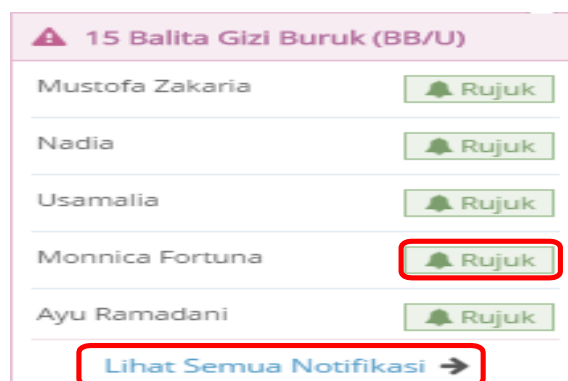 15 Balita Gizi Buruk (BB/U)
Mustofa Zakaria Rujuk
Nadia Rujuk
Usamalia Rujuk
Monnica Fortuna Rujuk
Ayu Ramadani Rujuk
Lihat Semua Notifikasi